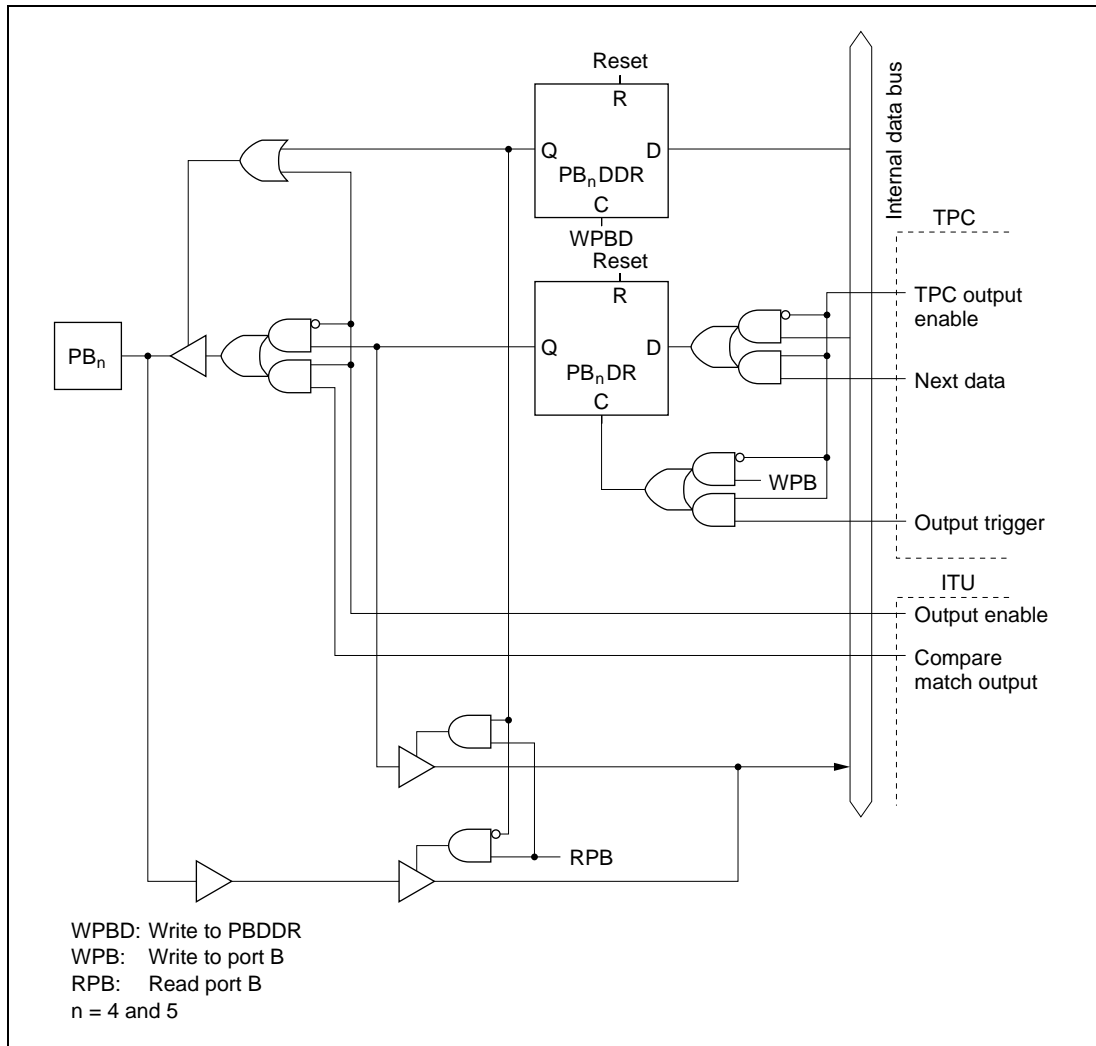 Reset
R
Q D
PBnDDR
C
WPBD
Internal data bus
TPC
Reset
R
TPC output
enable
PBn
Q D
PBnDR
C
Next data
WPB
Output trigger
ITU
Output enable
Compare
match output
RPB
WPBD: Write to PBDDR
WPB: Write to port B
RPB: Read port B
n = 4 and 5